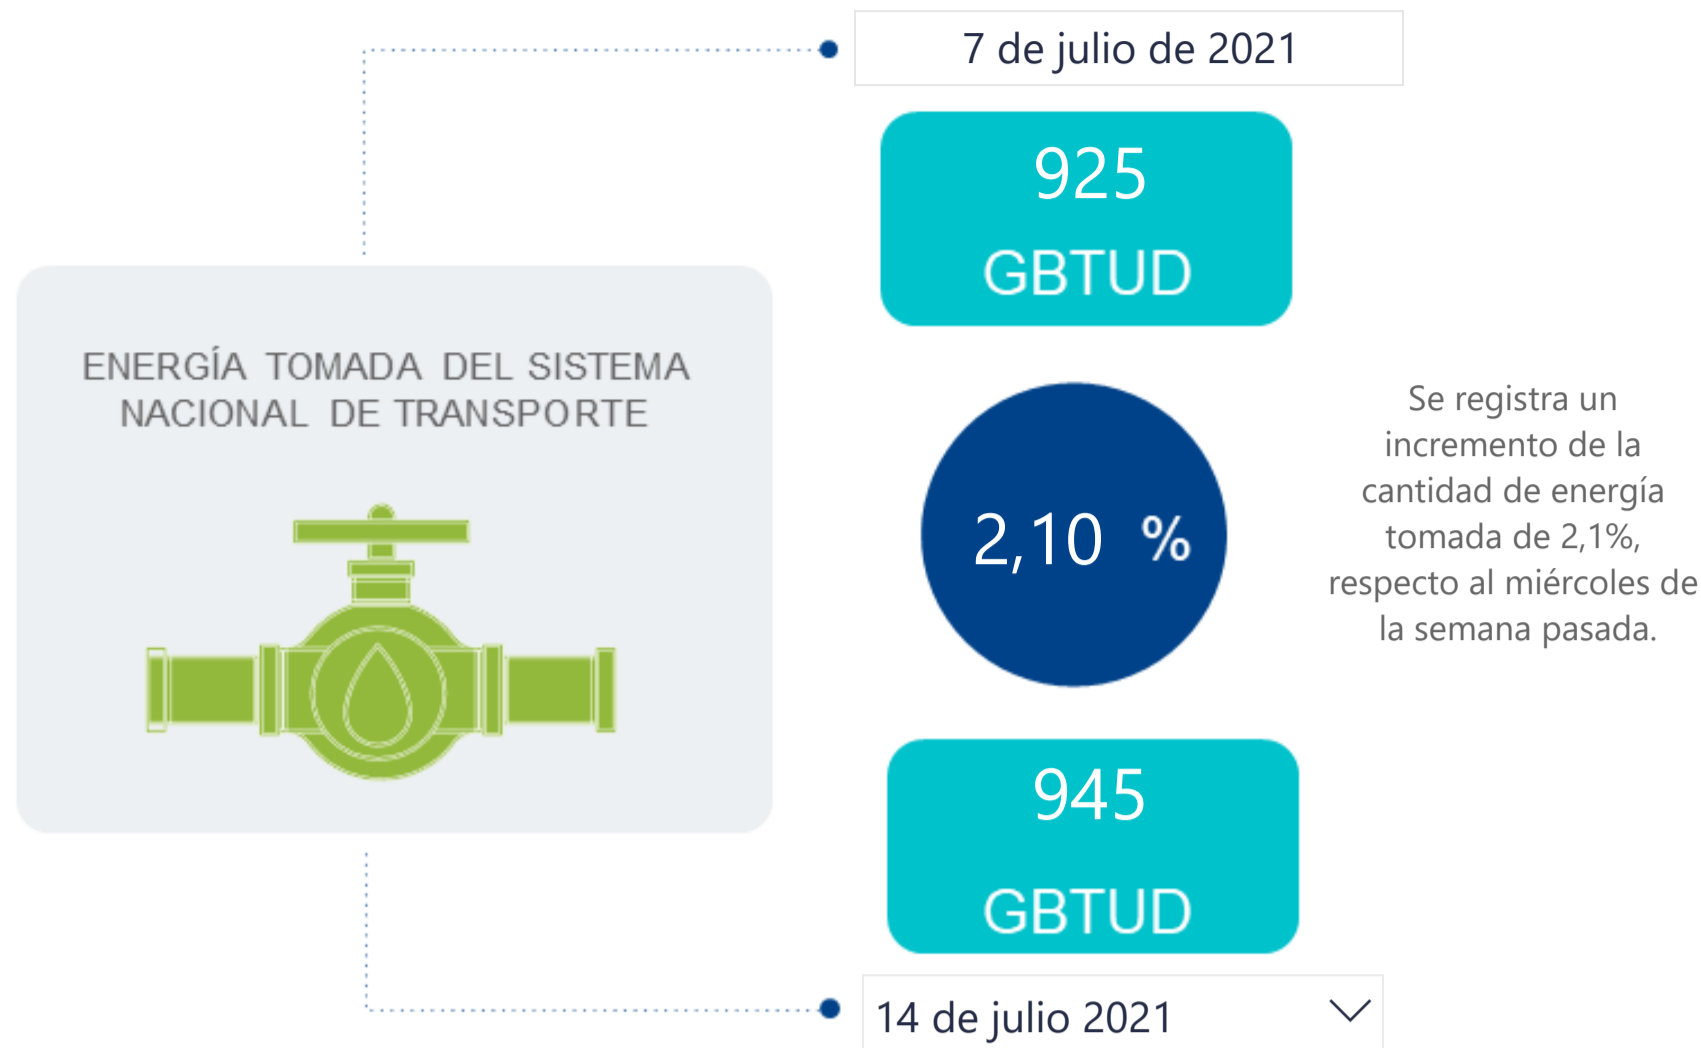 7 de julio de 2021
925
GBTUD
ENERGÍA TOMADA DEL SISTEMA
NACIONAL DE TRANSPORTE
2,10 %
Se registra un
incremento de la
cantidad de energía
tomada de 2,1%,
respecto al miércoles de
la semana pasada.
945
GBTUD
14 de julio 2021